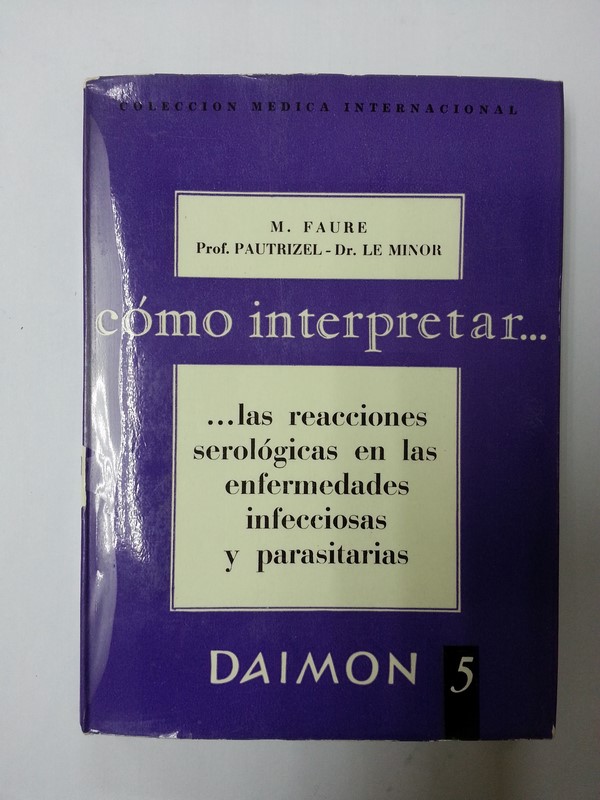 COLECCION MEDICA INTERNACIONAL
M. FAURE
Prof. PAUTRIZEL - Dr. LE MINOR
cómo interpretar...
...las reacciones
serológicas en las
enfermedades
infecciosas
y parasitarias
DAIMON 5